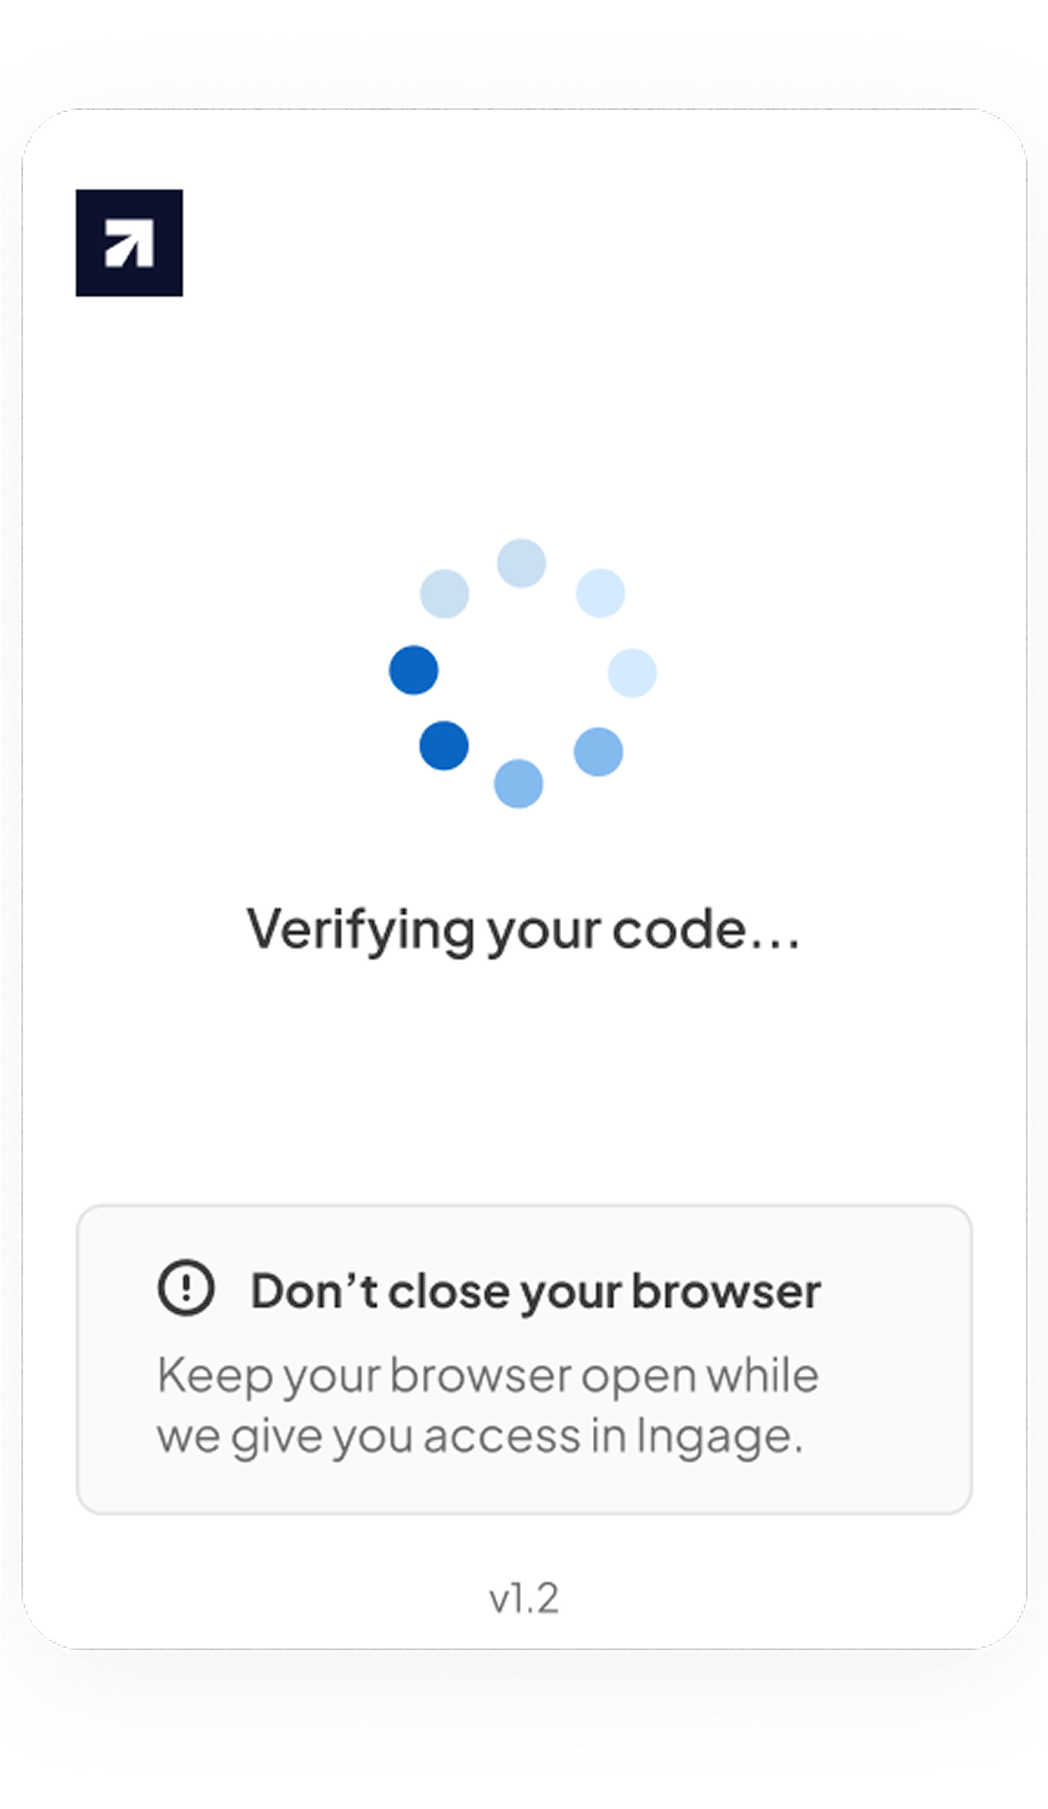 Verifying your code...
Don’t close your browser
Keep your browser open while
we give you access in Ingage.
v1.2